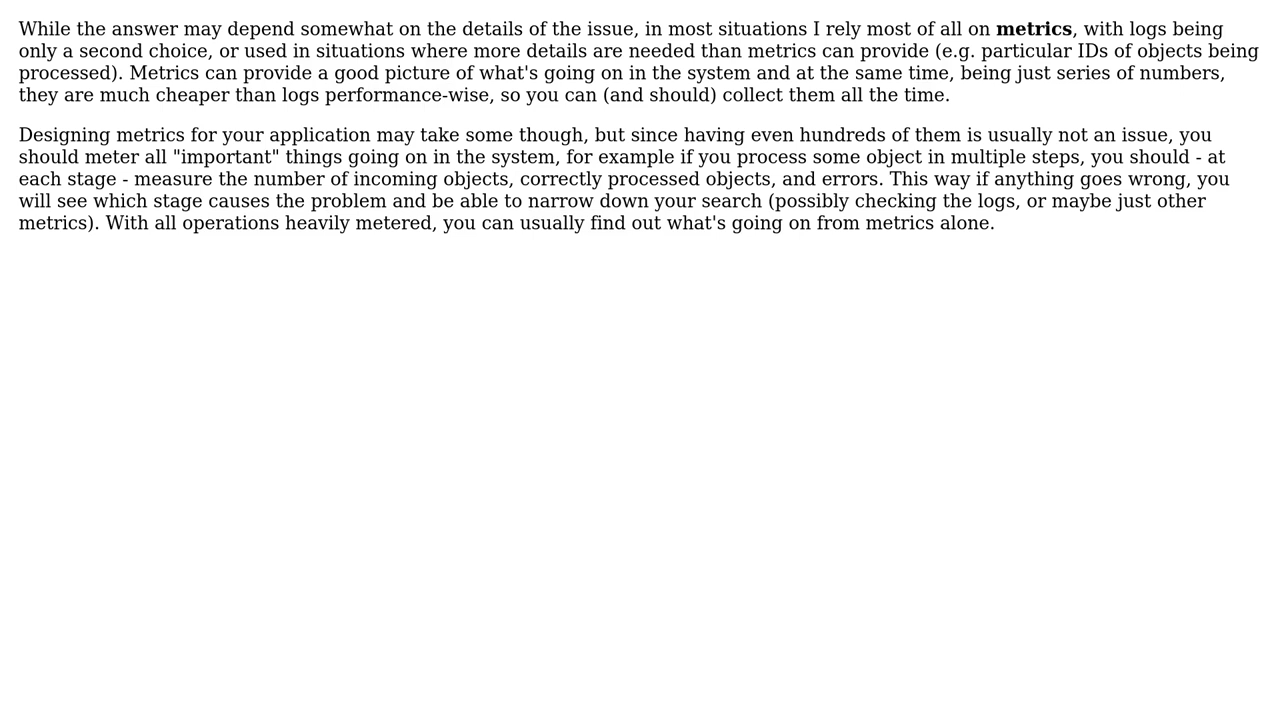 While the answer may depend somewhat on the details of the issue, in most situations I rely most of all on metrics, with logs being
only a second choice, or used in situations where more details are needed than metrics can provide (e.g. particular IDs of objects being
processed). Metrics can provide a good picture of what's going on in the system and at the same time, being just series of numbers,
they are much cheaper than logs performance-wise, so you can (and should) collect them all the time.
Designing metrics for your application may take some though, but since having even hundreds of them is usually not an issue, you
should meter all "important" things going on in the system, for example if you process some object in multiple steps, you should - at
each stage - measure the number of incoming objects, correctly processed objects, and errors. This way if anything goes wrong, you
will see which stage causes the problem and be able to narrow down your search (possibly checking the logs, or maybe just other
metrics). With all operations heavily metered, you can usually find out what's going on from metrics alone.